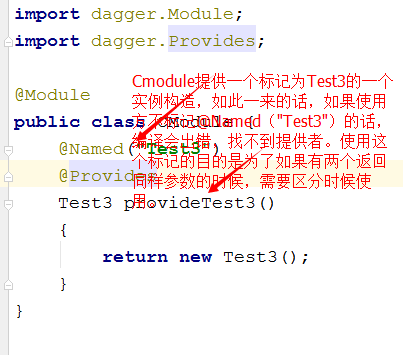 import dagger.Module;
import dagger.Provides;
@Module
public class CModule {
@Named("Test3")
@Provides
Test3 provideTest3()
{
return new Test3();
}
}
Cmodule提供一个标记为Test3的一个
实例构造，如此一来的话，如果使用
方不标记@Named（"Test3"）的话，
编译会出错，找不到提供者。使用这
个标记的目的是为了如果有两个返回
同样参数的时候，需要区分时候使
用